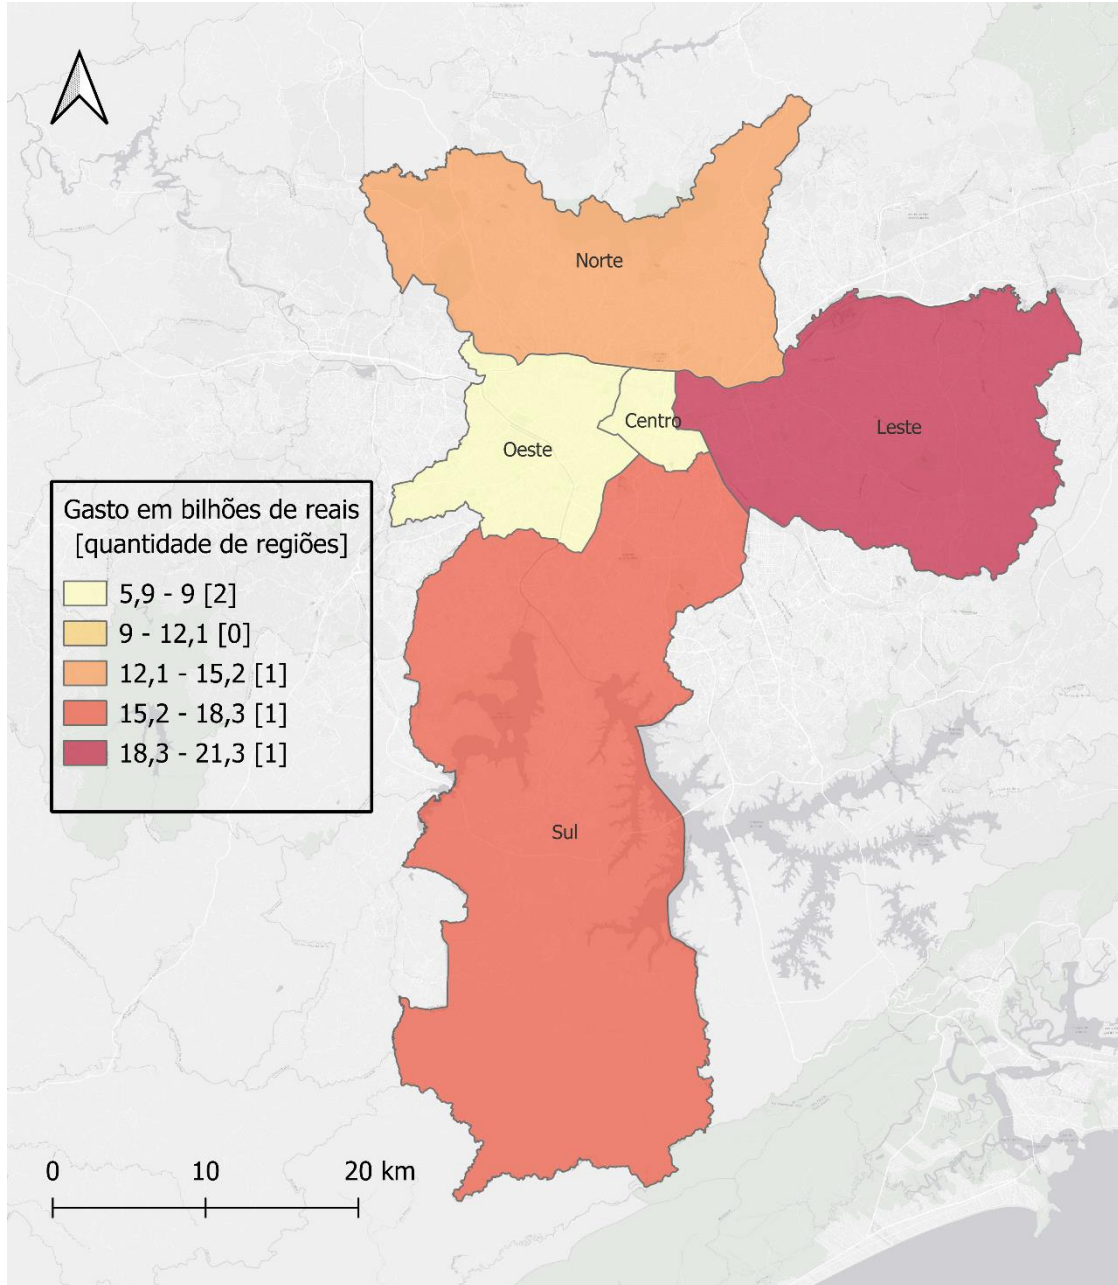 Norte
Centro
Leste
Oeste
Gasto em bilhões de reais
[quantidade de regiões]
5,9 - 9 [2]
9 - 12,1 [0]
12,1 - 15,2 [1]
15,2 - 18,3 [1]
18,3 - 21,3 [1]
Sul
0 10 20 km